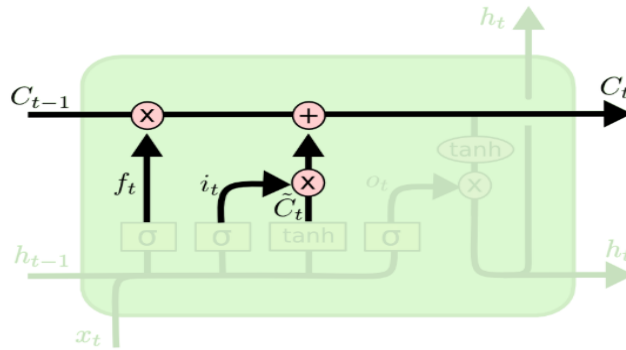 h_t
C_{t-1} × + C_t
tanh
f_t i_t × C̃_t o_t ×
σ σ tanh σ
h_{t-1} h_t
x_t